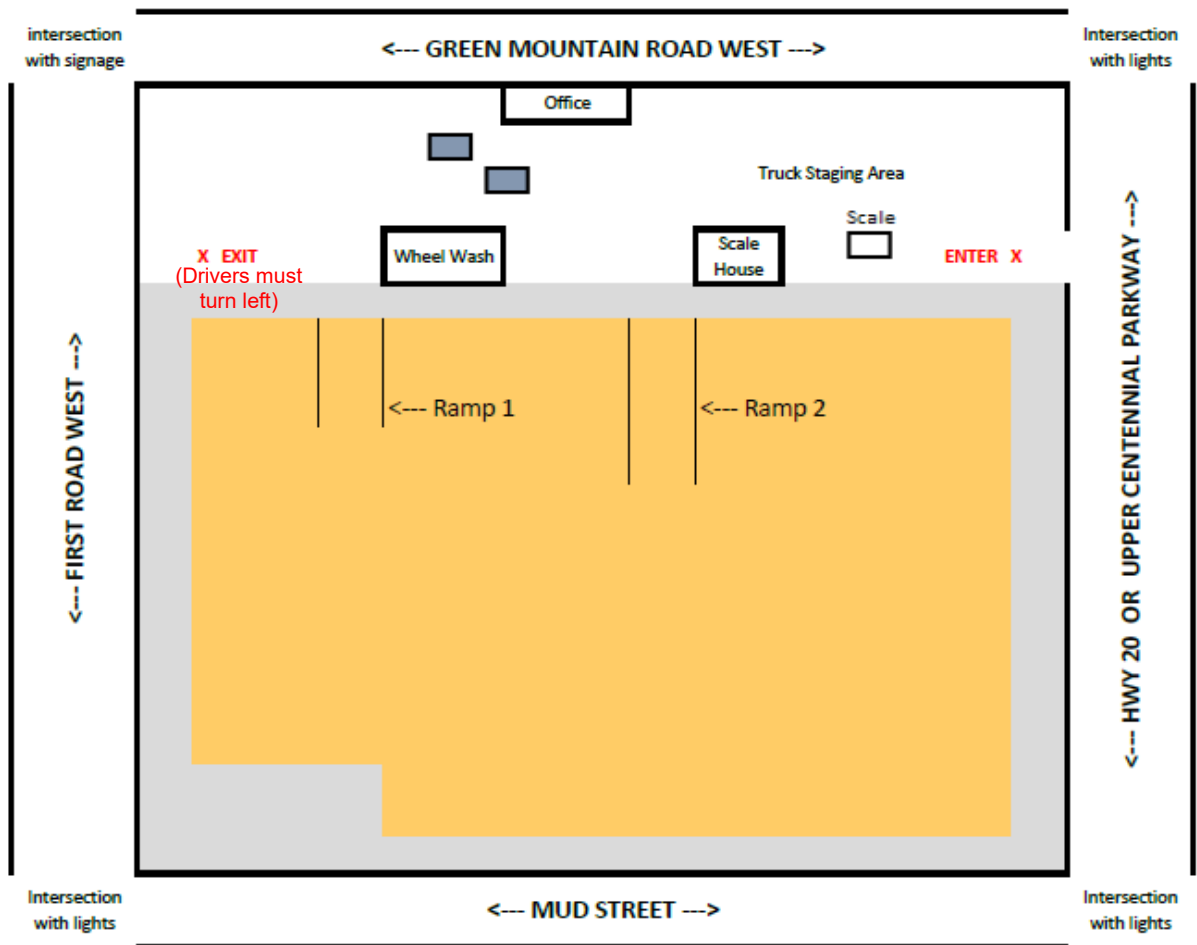 intersection
with signage
<--- GREEN MOUNTAIN ROAD WEST --->
Intersection
with lights
Office
Truck Staging Area
Scale
X EXIT
(Drivers must
turn left)
Wheel Wash
Scale
House
ENTER X
<--- FIRST ROAD WEST --->
<--- Ramp 1
<--- Ramp 2
<--- HWY 20 OR UPPER CENTENNIAL PARKWAY --->
Intersection
with lights
<--- MUD STREET --->
Intersection
with lights